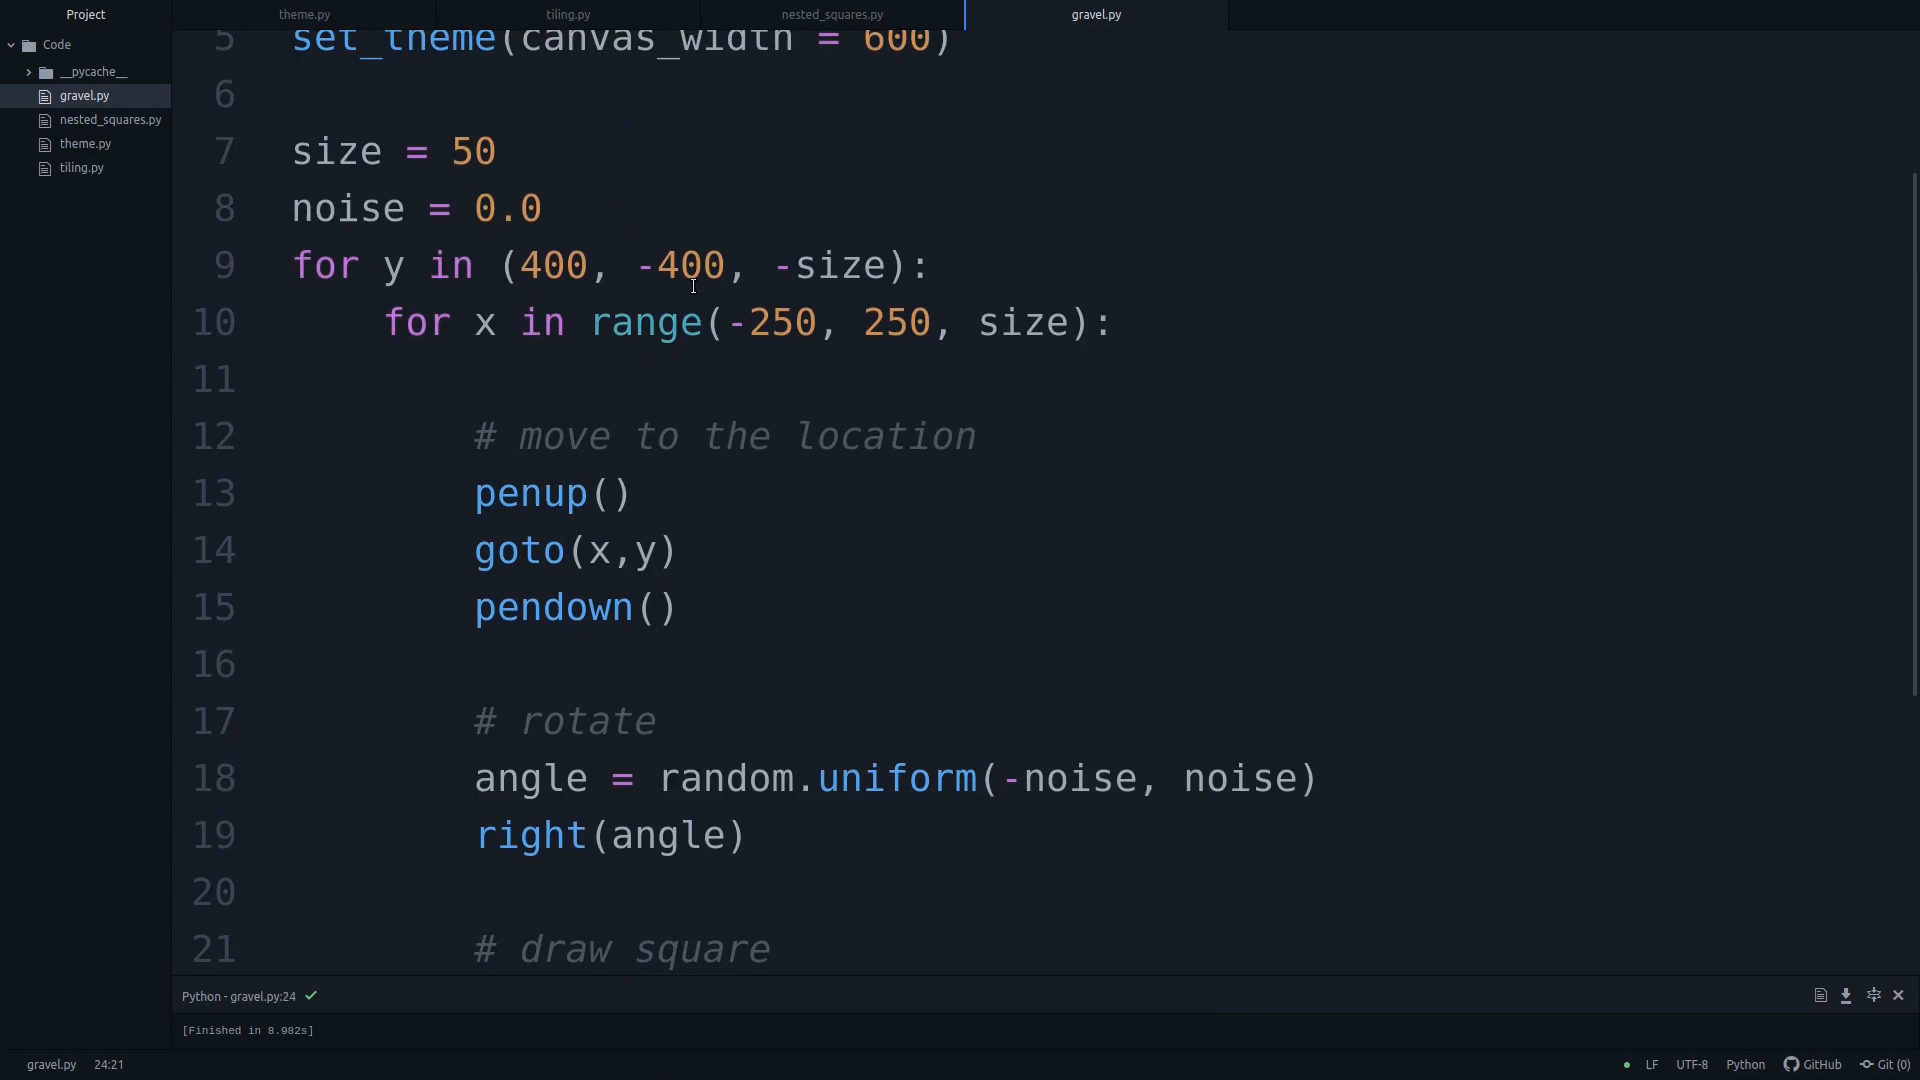 Project
theme.py
tiling.py
nested_squares.py
gravel.py
Code
__pycache__
gravel.py
nested_squares.py
theme.py
tiling.py
5 set_theme(canvas_width = 600)
6
7 size = 50
8 noise = 0.0
9 for y in (400, -400, -size):
10 for x in range(-250, 250, size):
11
12 # move to the location
13 penup()
14 goto(x,y)
15 pendown()
16
17 # rotate
18 angle = random.uniform(-noise, noise)
19 right(angle)
20
21 # draw square
Python - gravel.py:24
[Finished in 8.982s]
gravel.py 24:21 LF UTF-8 Python GitHub Git (0)